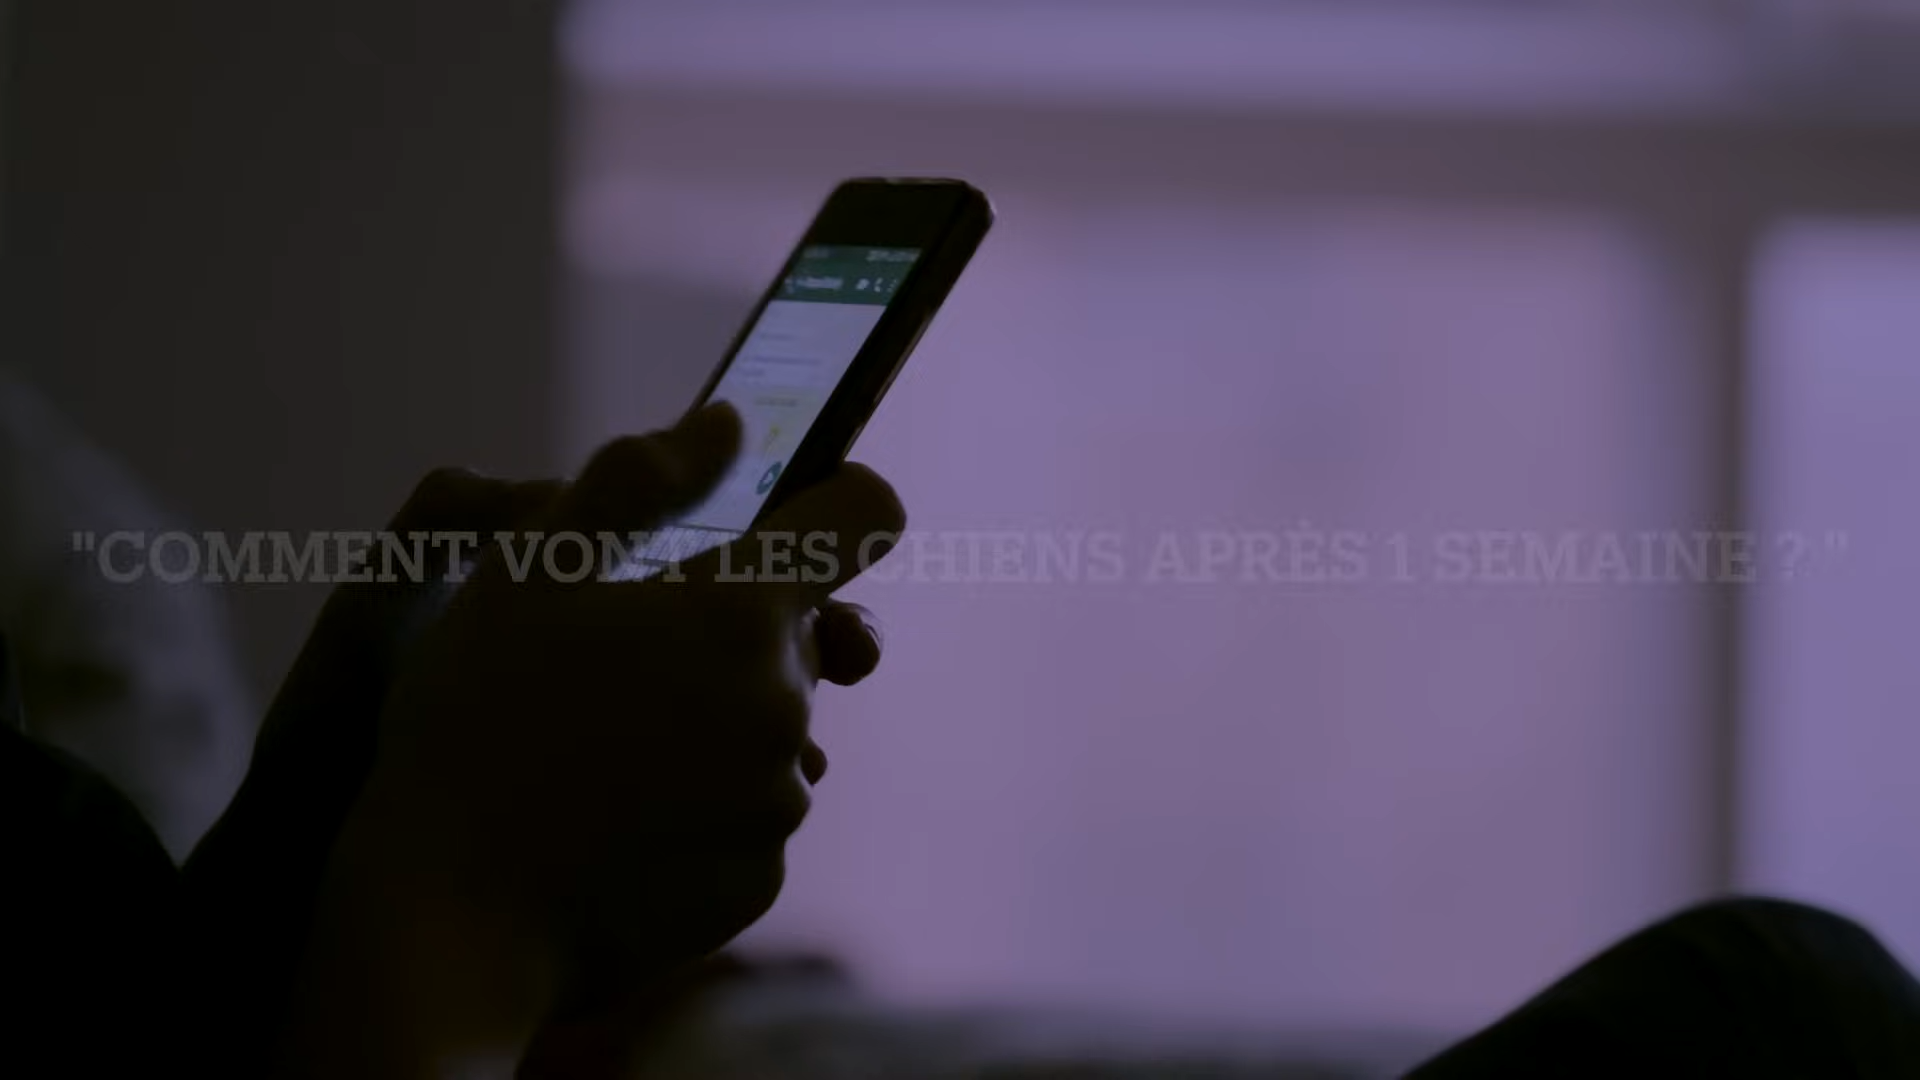 "COMMENT VONT LES CHIENS APRÈS 1 SEMAINE ? "